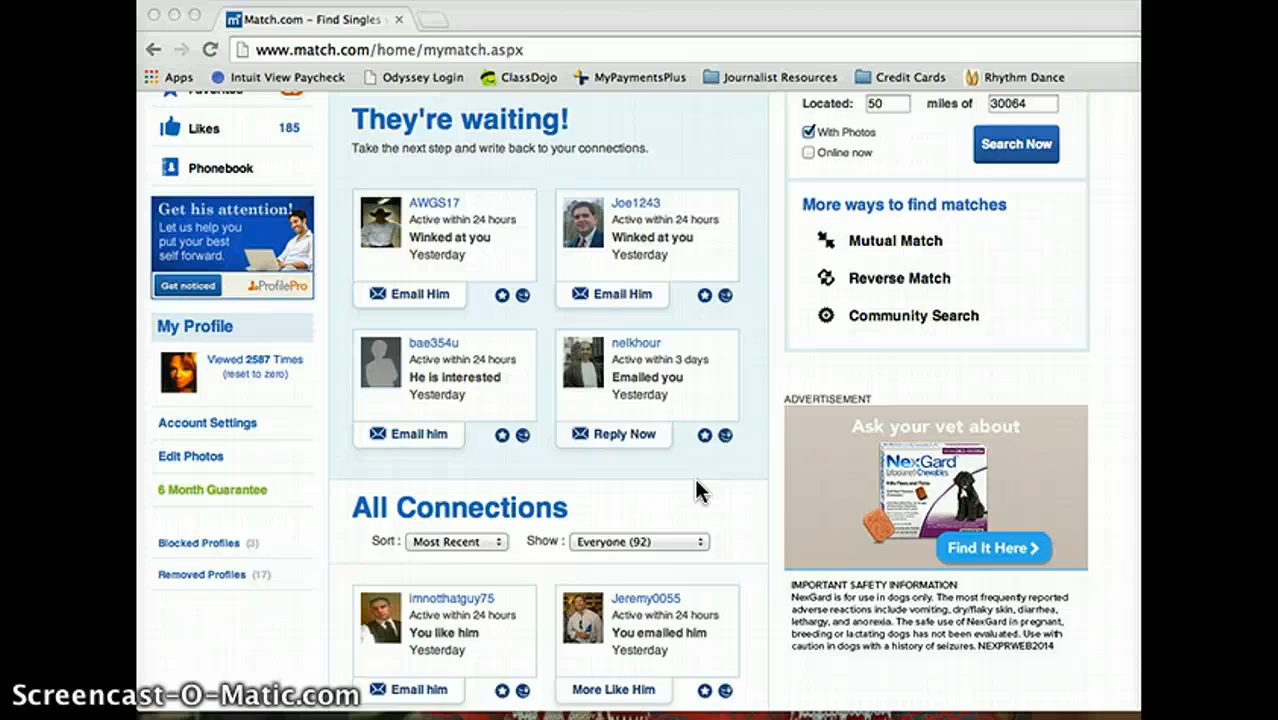 Match.com – Find Singles
www.match.com/home/mymatch.aspx
Apps
Intuit View Paycheck
Odyssey Login
ClassDojo
MyPaymentsPlus
Journalist Resources
Credit Cards
Rhythm Dance
Favorites
Likes 185
Phonebook
Get his attention!
Let us help you
put your best
self forward.
Get noticed
ProfilePro
My Profile
Viewed 2587 Times
(reset to zero)
Account Settings
Edit Photos
6 Month Guarantee
Blocked Profiles (3)
Removed Profiles (17)
They're waiting!
Take the next step and write back to your connections.
AWGS17
Active within 24 hours
Winked at you
Yesterday
Email Him
Joe1243
Active within 24 hours
Winked at you
Yesterday
Email Him
bae354u
Active within 24 hours
He is interested
Yesterday
Email him
nelkhour
Active within 3 days
Emailed you
Yesterday
Reply Now
All Connections
Sort : Most Recent Show : Everyone (92)
imnotthatguy75
Active within 24 hours
You like him
Yesterday
Email him
Jeremy0055
Active within 24 hours
You emailed him
Yesterday
More Like Him
Located: 50 miles of 30064
With Photos
Online now
Search Now
More ways to find matches
Mutual Match
Reverse Match
Community Search
ADVERTISEMENT
Ask your vet about
NexGard
(afoxolaner) Chewables
Find It Here
IMPORTANT SAFETY INFORMATION
NexGard is for use in dogs only. The most frequently reported
adverse reactions include vomiting, dry/flaky skin, diarrhea,
lethargy, and anorexia. The safe use of NexGard in pregnant,
breeding or lactating dogs has not been evaluated. Use with
caution in dogs with a history of seizures. NEXPRWEB2014
Screencast-O-Matic.com